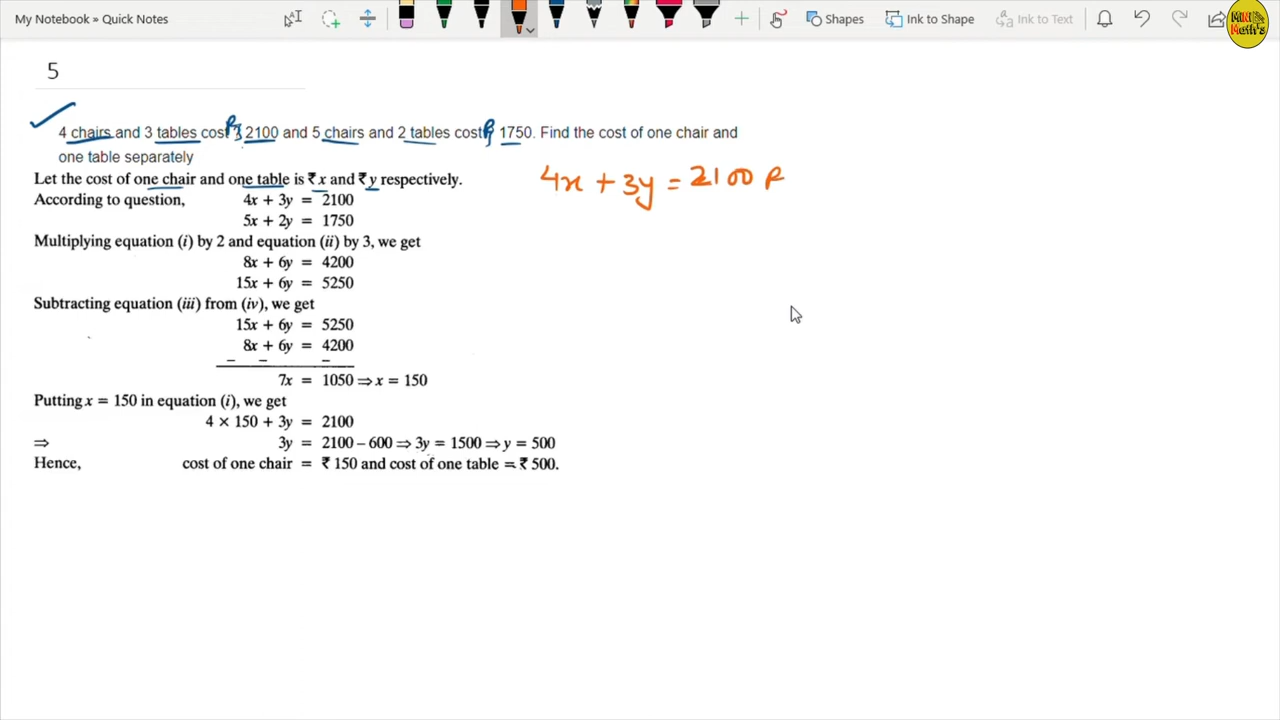 My Notebook » Quick Notes
Shapes
Ink to Shape
Ink to Text
MINI Math's
5
4 chairs and 3 tables cost ₹ 2100 and 5 chairs and 2 tables cost ₹ 1750. Find the cost of one chair and
one table separately
Let the cost of one chair and one table is ₹ x and ₹ y respectively.
4x + 3y = 2100 R
According to question, 4x + 3y = 2100
5x + 2y = 1750
Multiplying equation (i) by 2 and equation (ii) by 3, we get
8x + 6y = 4200
15x + 6y = 5250
Subtracting equation (iii) from (iv), we get
15x + 6y = 5250
8x + 6y = 4200
– – –
7x = 1050 ⇒ x = 150
Putting x = 150 in equation (i), we get
4 × 150 + 3y = 2100
⇒ 3y = 2100 – 600 ⇒ 3y = 1500 ⇒ y = 500
Hence, cost of one chair = ₹ 150 and cost of one table = ₹ 500.